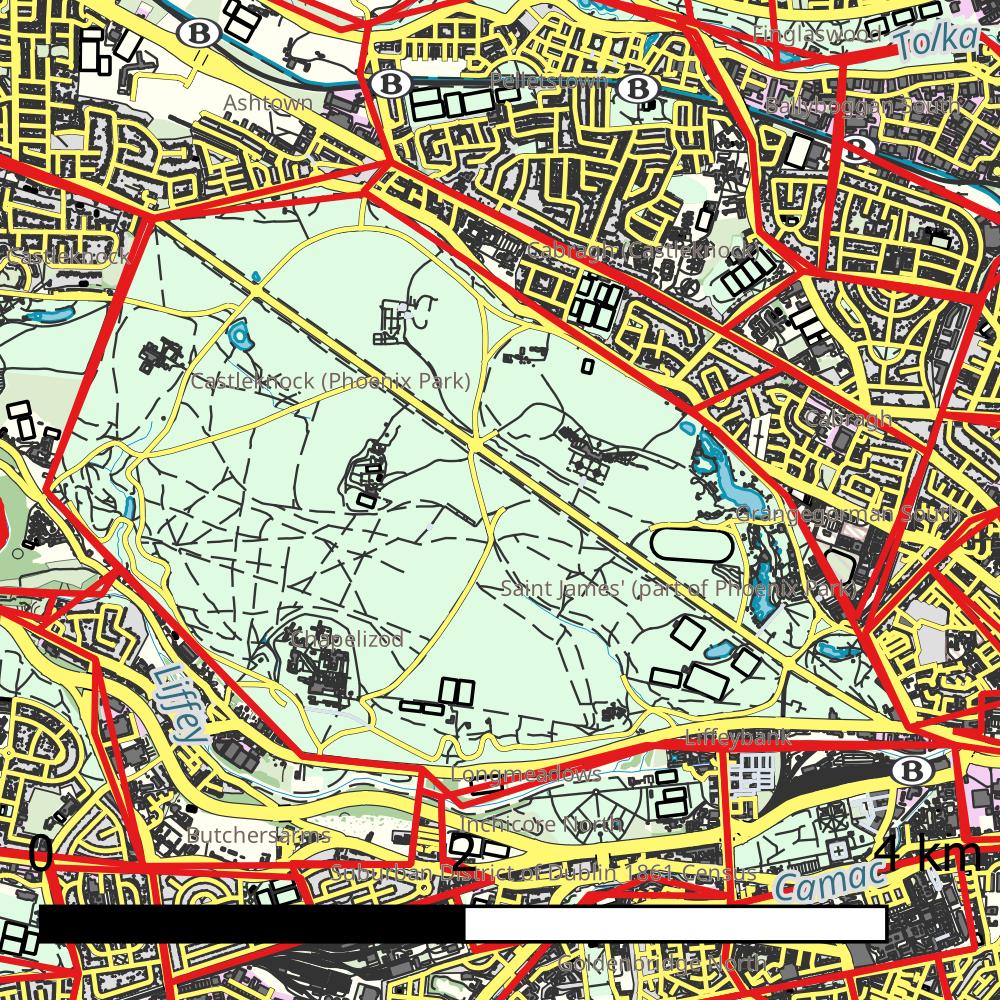 B
Finglaswood
Tolka
B
Pelletstown
B
Ashtown
Ballyboggan South
B
Castleknock
Cabragh (Castleknock)
Castleknock (Phoenix Park)
Cabragh
Grangegorman South
Saint James' (part of Phoenix Park)
Chapelizod
Liffey
Liffeybank
Longmeadows
B
Inchicore North
Butchersarms
0
2
4 km
Suburban District of Dublin 1861 Census
Camac
Goldenbridge North